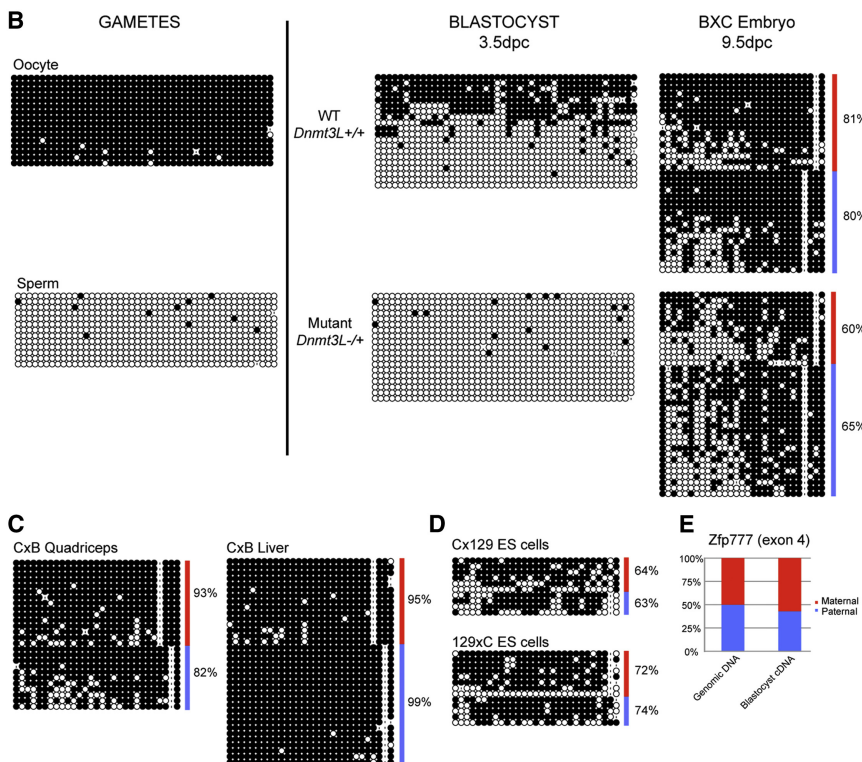 B
GAMETES
BLASTOCYST
3.5dpc
BXC Embryo
9.5dpc
Oocyte
WT
Dnmt3L+/+
81%
80%
Sperm
Mutant
Dnmt3L-/+
60%
65%
C
CxB Quadriceps
93%
82%
CxB Liver
95%
99%
D
Cx129 ES cells
64%
63%
129xC ES cells
72%
74%
E
Zfp777 (exon 4)
100%
75%
50%
25%
0%
Maternal
Paternal
Genomic DNA
Blastocyst cDNA